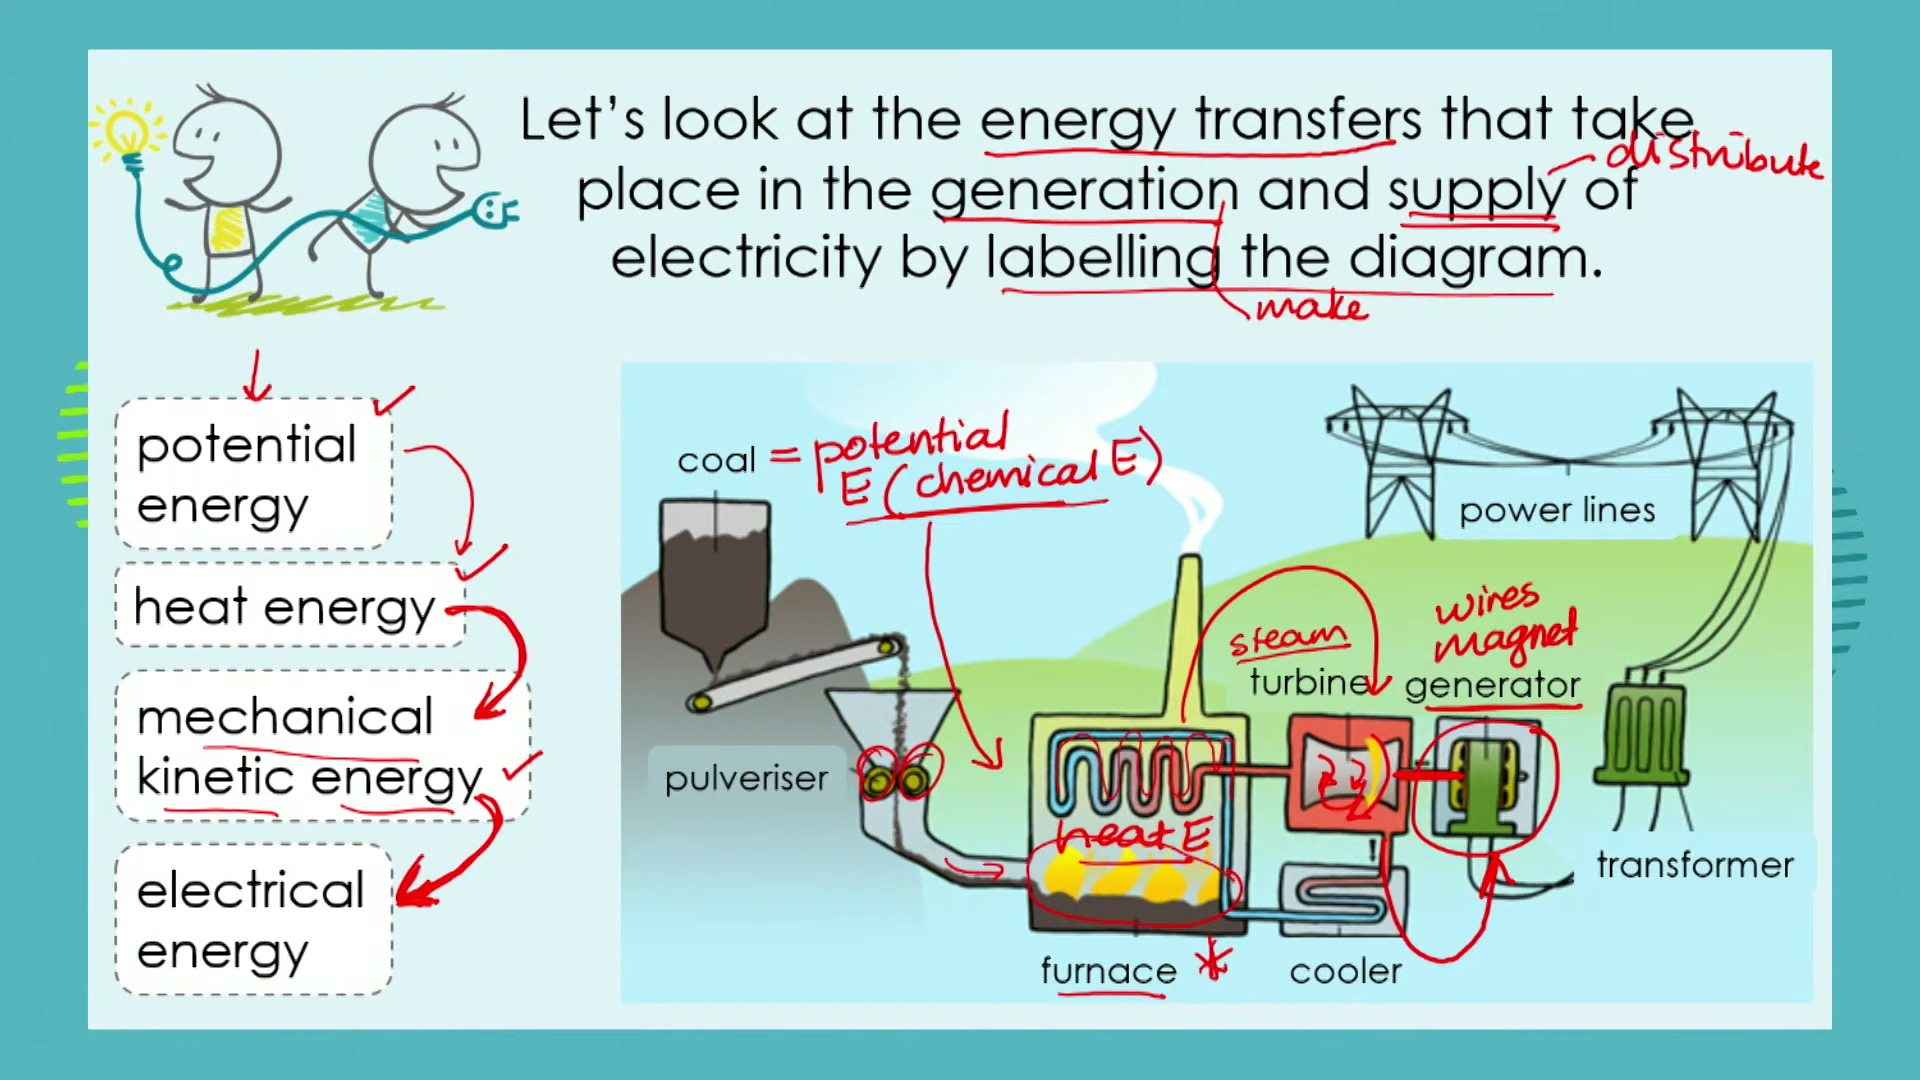 Let's look at the energy transfers that take
distribute
place in the generation and supply of
electricity by labelling the diagram.
make
potential
energy
heat energy
mechanical
kinetic energy
electrical
energy
coal = potential
E (chemical E)
power lines
wires
magnet
steam
turbine
generator
pulveriser
heat E
transformer
furnace *
cooler